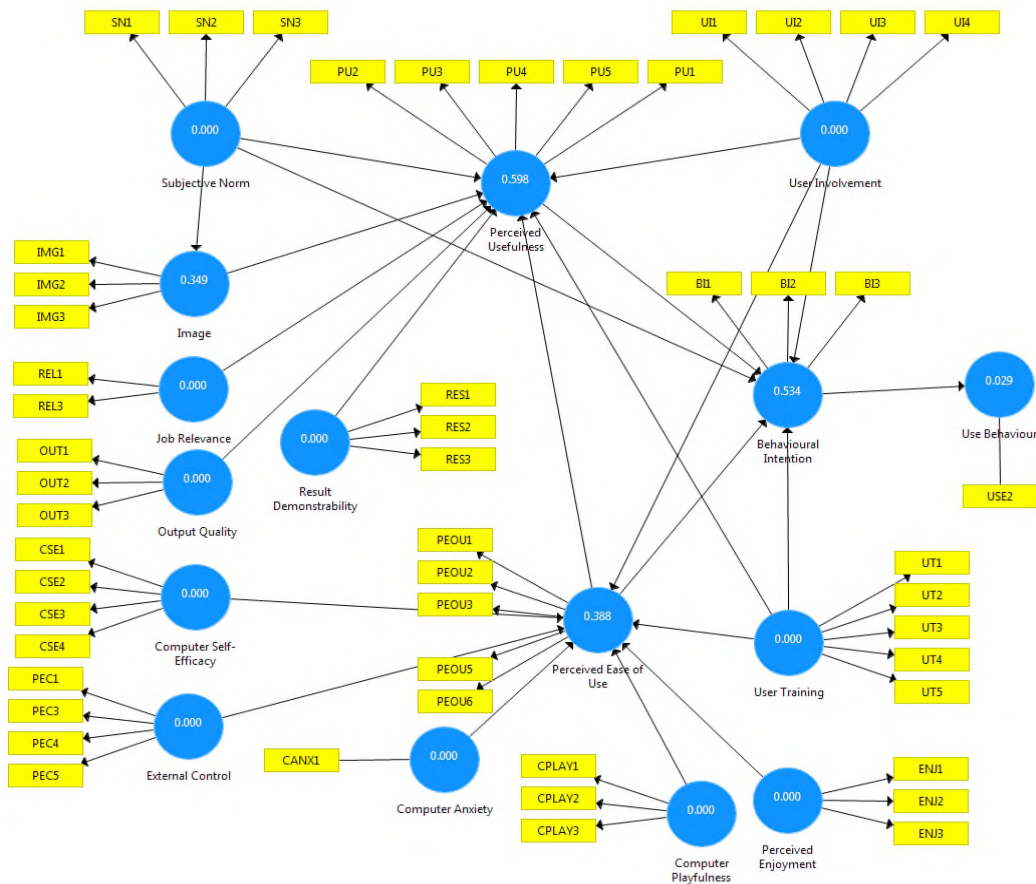 SN1
SN2
SN3
UI1
UI2
UI3
UI4
PU2
PU3
PU4
PU5
PU1
0.000
Subjective Norm
0.598
Perceived
Usefulness
0.000
User Involvement
IMG1
IMG2
IMG3
0.349
Image
BI1
BI2
BI3
REL1
REL3
0.000
Job Relevance
RES1
RES2
RES3
0.000
Result
Demonstrability
0.534
Behavioural
Intention
0.029
Use Behaviour
USE2
OUT1
OUT2
OUT3
0.000
Output Quality
CSE1
CSE2
CSE3
CSE4
0.000
Computer Self-
Efficacy
PEOU1
PEOU2
PEOU3
PEOU5
PEOU6
0.388
Perceived Ease of
Use
0.000
User Training
UT1
UT2
UT3
UT4
UT5
PEC1
PEC3
PEC4
PEC5
0.000
External Control
CANX1
0.000
Computer Anxiety
CPLAY1
CPLAY2
CPLAY3
0.000
Computer
Playfulness
0.000
Perceived
Enjoyment
ENJ1
ENJ2
ENJ3